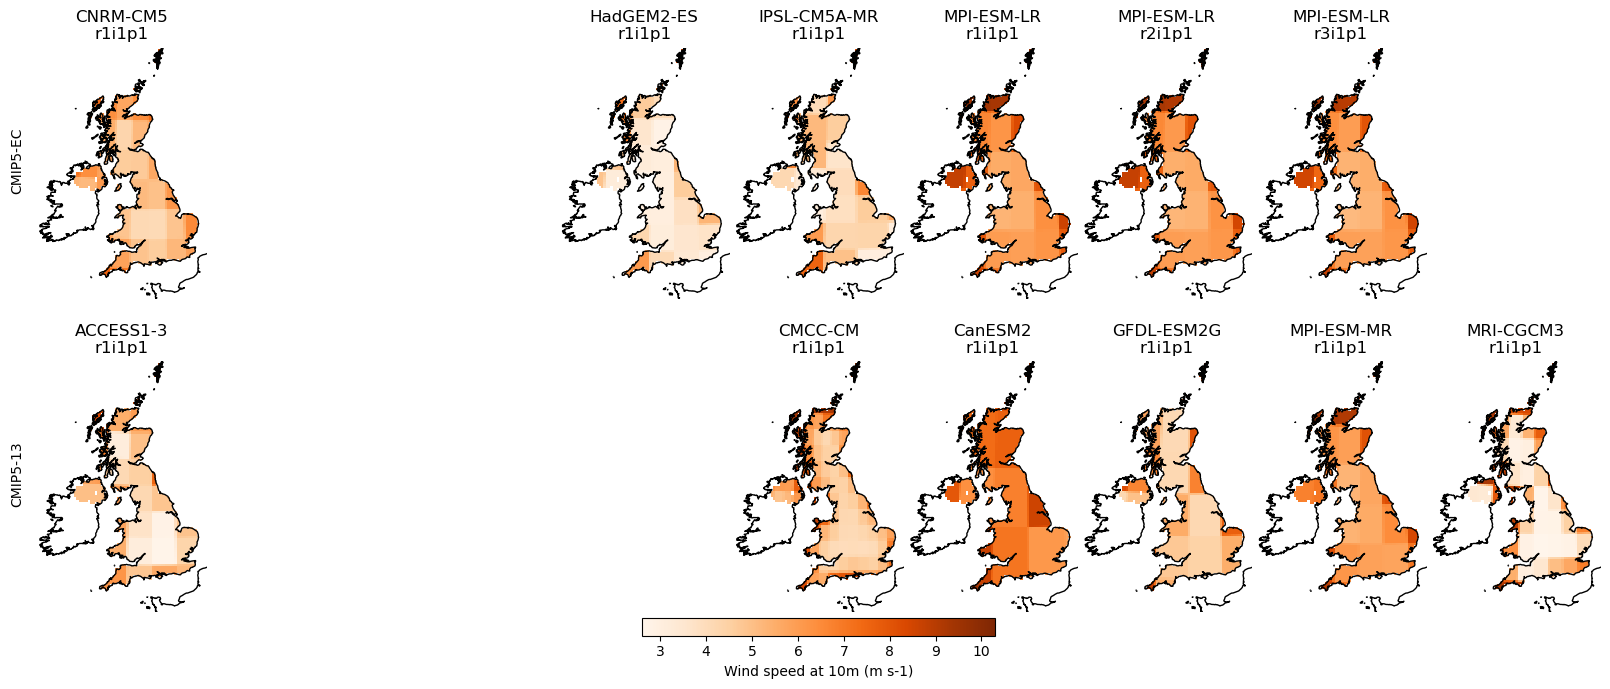 CNRM-CM5
r1i1p1
HadGEM2-ES
r1i1p1
IPSL-CM5A-MR
r1i1p1
MPI-ESM-LR
r1i1p1
MPI-ESM-LR
r2i1p1
MPI-ESM-LR
r3i1p1
CMIP5-EC
ACCESS1-3
r1i1p1
CMCC-CM
r1i1p1
CanESM2
r1i1p1
GFDL-ESM2G
r1i1p1
MPI-ESM-MR
r1i1p1
MRI-CGCM3
r1i1p1
CMIP5-13
3 4 5 6 7 8 9 10
Wind speed at 10m (m s-1)